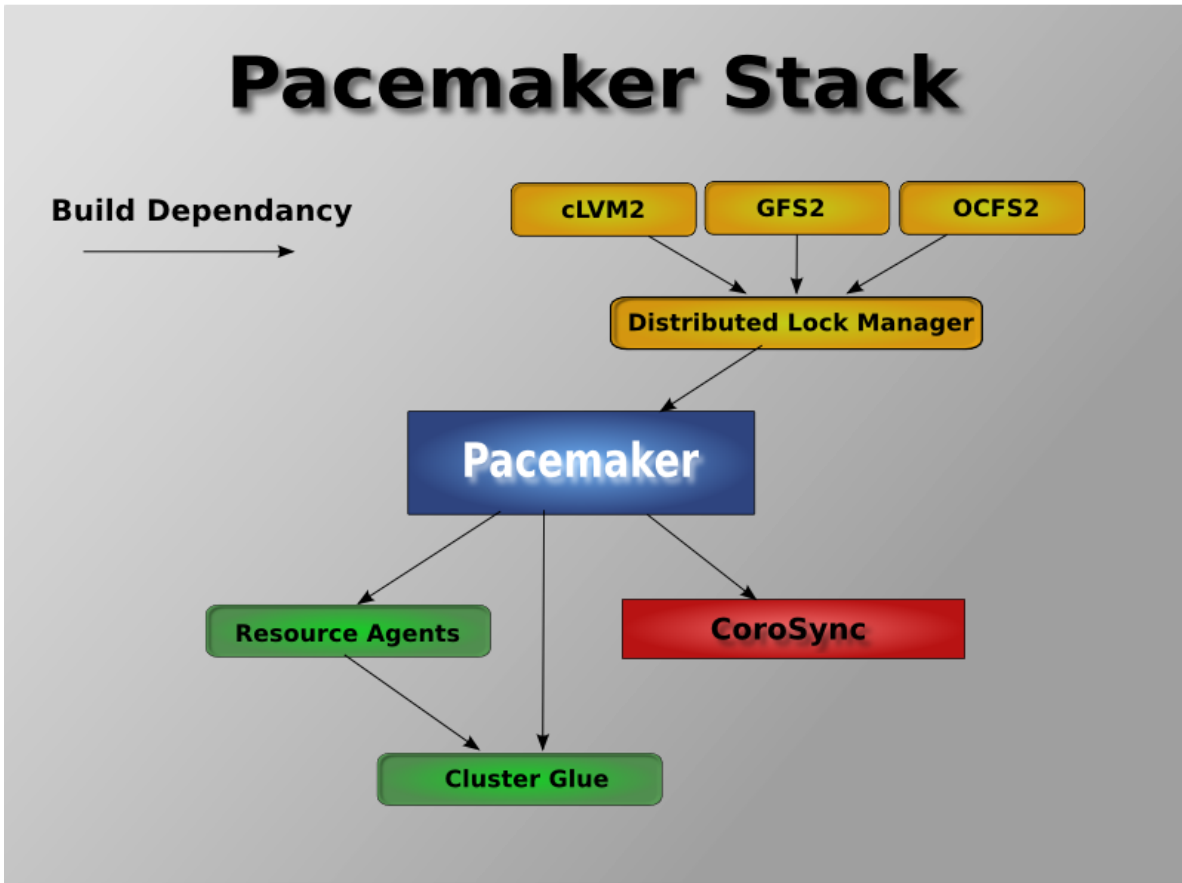 Pacemaker Stack
Build Dependancy
cLVM2
GFS2
OCFS2
Distributed Lock Manager
Pacemaker
Resource Agents
CoroSync
Cluster Glue